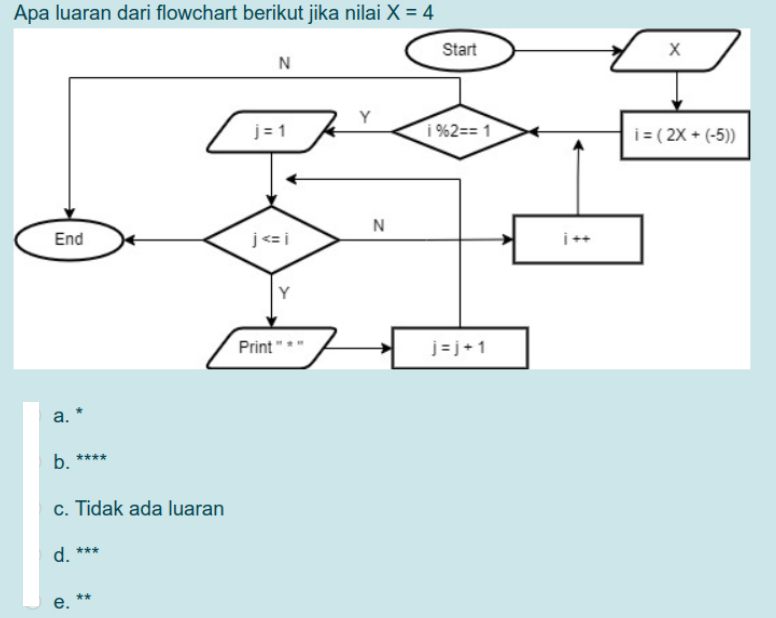 Apa luaran dari flowchart berikut jika nilai X = 4
Start
X
N
j = 1
Y
i %2== 1
i = ( 2X + (-5))
End
j <= i
N
i ++
Y
Print " * "
j = j + 1
a. *
b. ****
c. Tidak ada luaran
d. ***
e. **